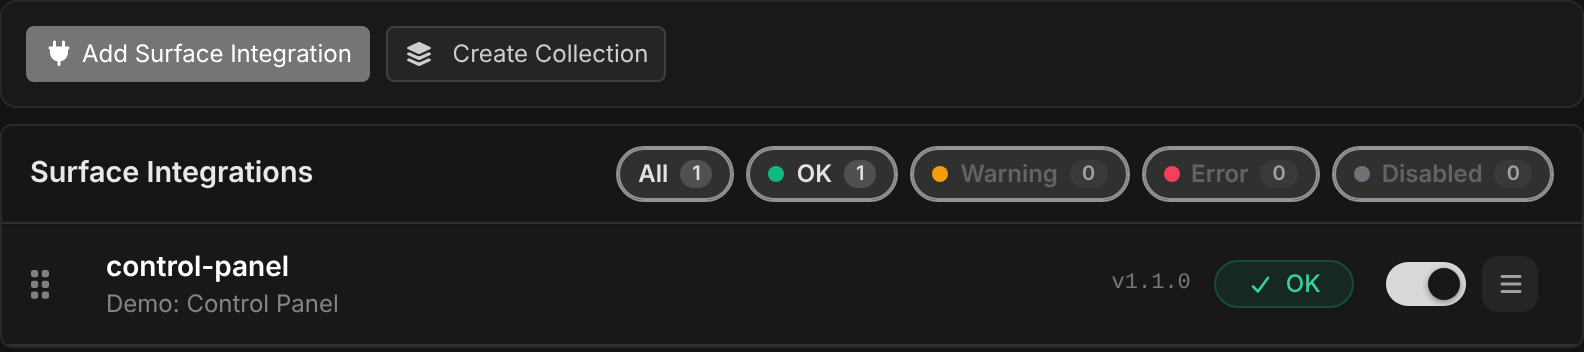 Add Surface Integration
Create Collection
Surface Integrations
All 1
OK 1
Warning 0
Error 0
Disabled 0
control-panel
Demo: Control Panel
v1.1.0
OK